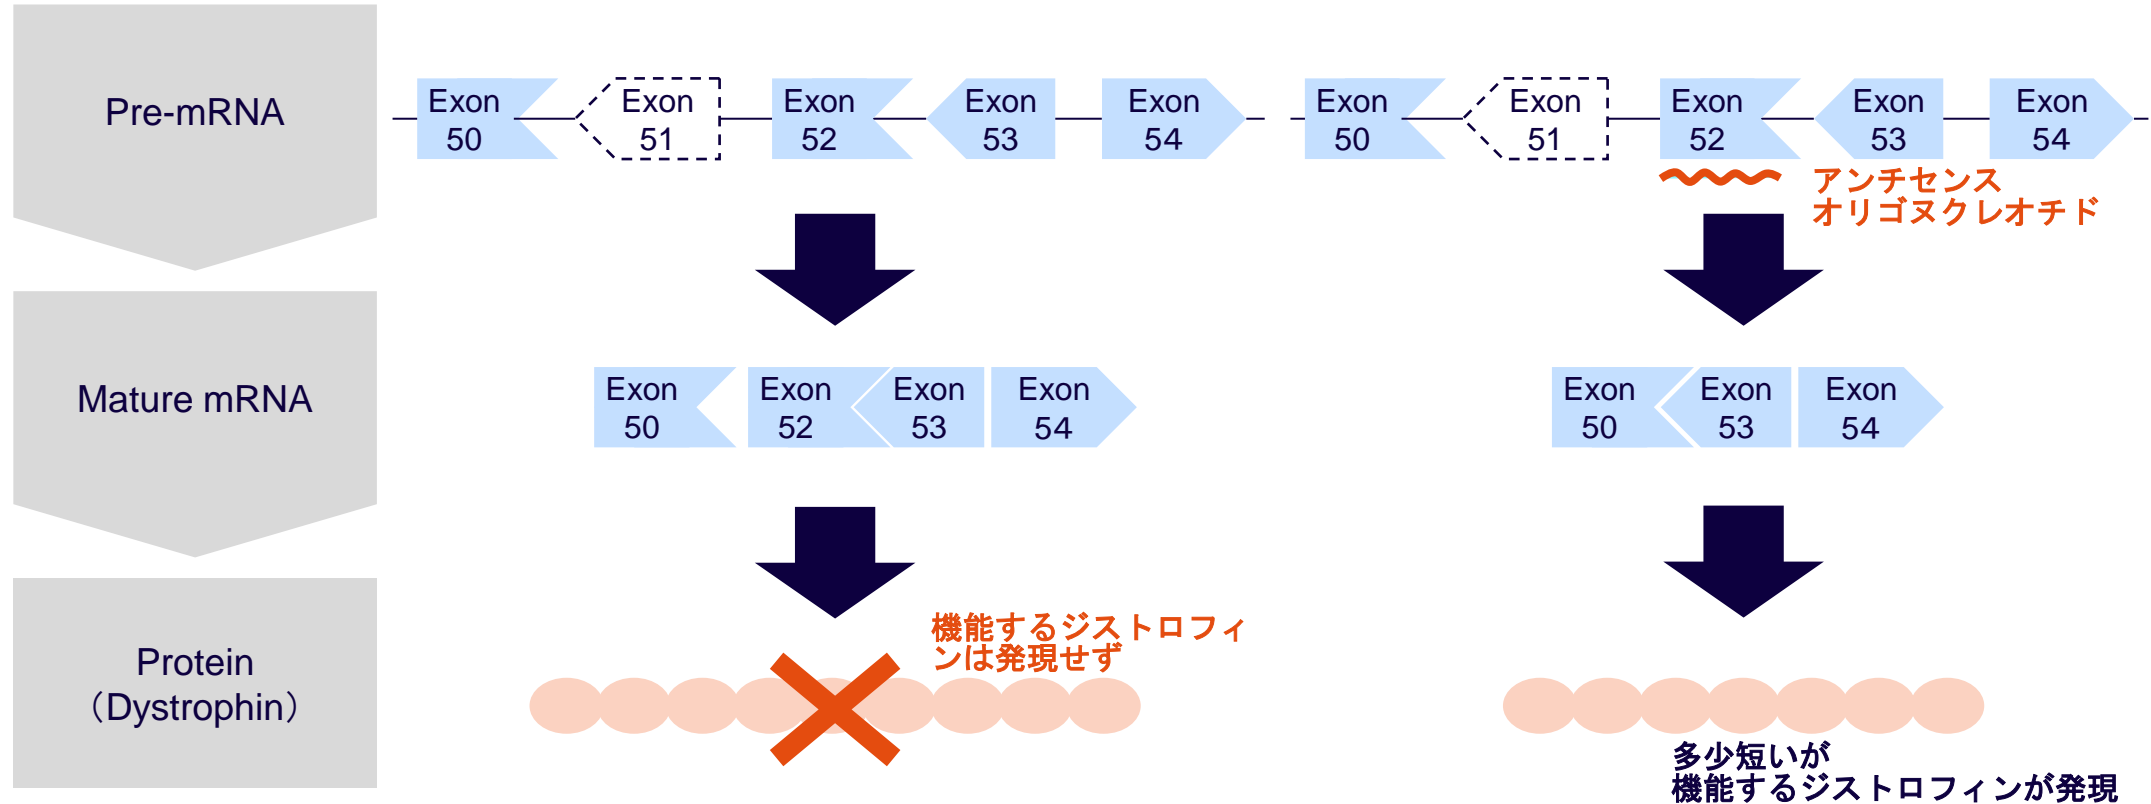 Pre-mRNA
Exon
50
Exon
51
Exon
52
Exon
53
Exon
54
Exon
50
Exon
51
Exon
52
Exon
53
Exon
54
アンチセンス
オリゴヌクレオチド
Mature mRNA
Exon
50
Exon
52
Exon
53
Exon
54
Exon
50
Exon
53
Exon
54
Protein
（Dystrophin）
機能するジストロフィ
ンは発現せず
多少短いが
機能するジストロフィンが発現